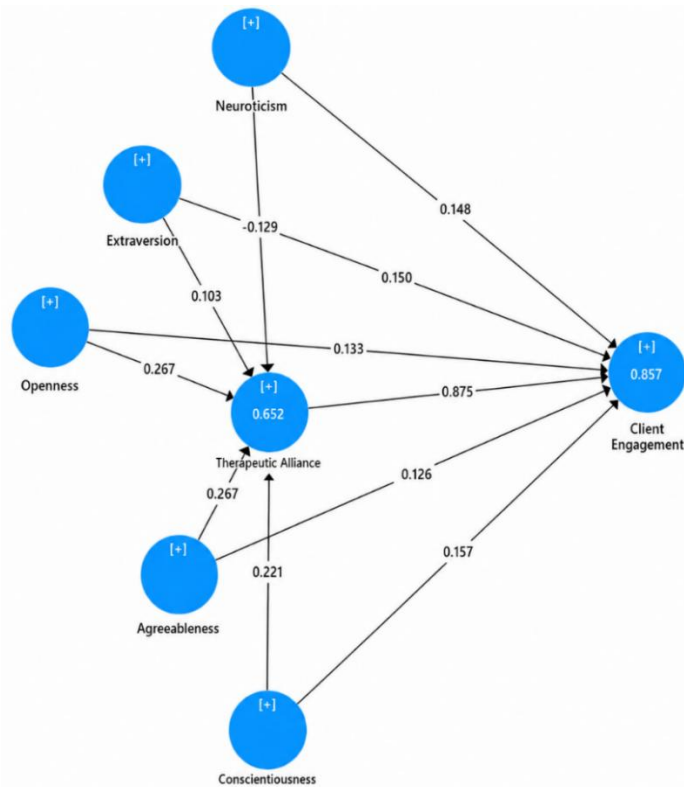 [+]
Neuroticism
[+]
Extraversion
-0.129
0.148
0.103
0.150
[+]
Openness
0.133
0.267
[+]
0.652
Therapeutic Alliance
0.875
[+]
0.857
Client
Engagement
0.267
0.126
[+]
Agreeableness
0.221
0.157
[+]
Conscientiousness